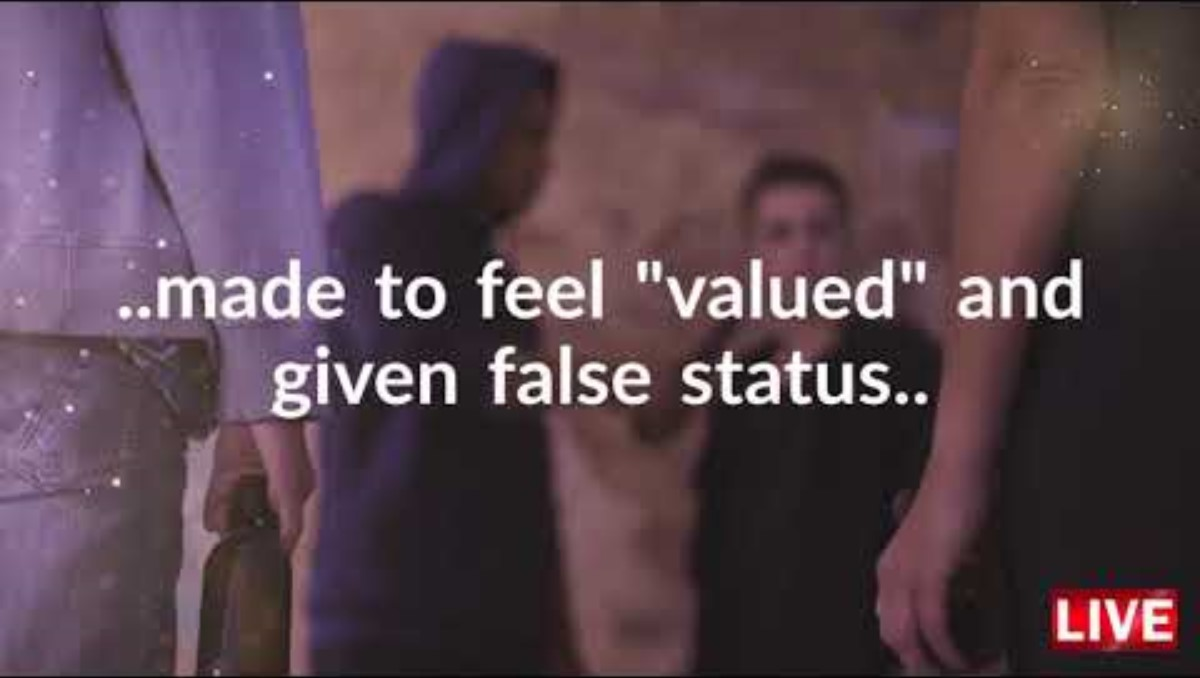 ..made to feel "valued" and
given false status..
LIVE